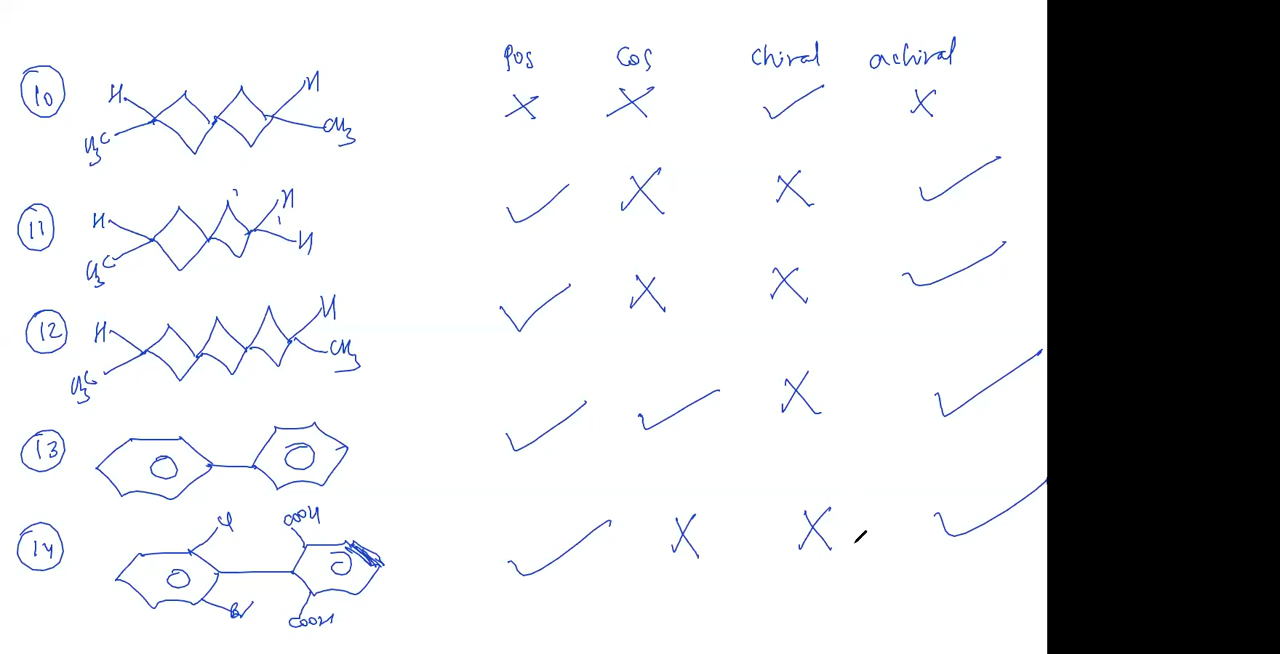 POS COS Chiral achiral
10 H H
H3C CH3
11 H H
H3C H
12 H H
H3C CH3
13
14 Cl COOH
Br COOH